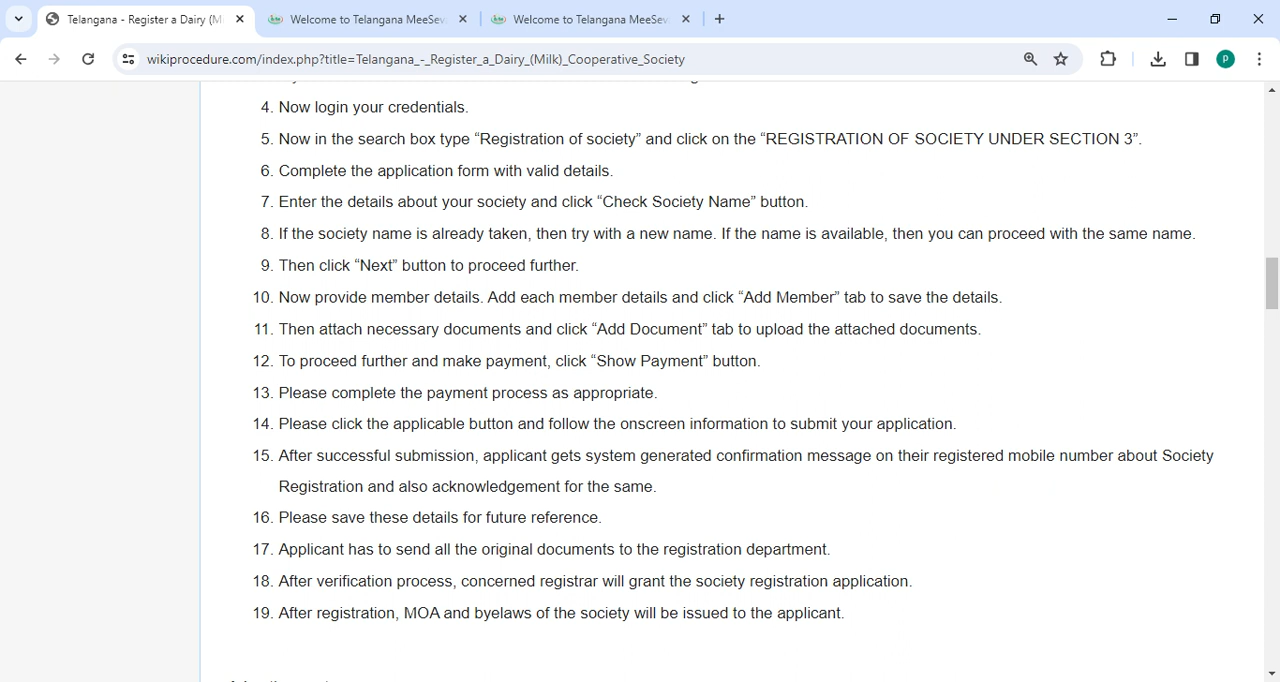 Telangana - Register a Dairy (M
Welcome to Telangana MeeSev
Welcome to Telangana MeeSev
wikiprocedure.com/index.php?title=Telangana_-_Register_a_Dairy_(Milk)_Cooperative_Society
P
4. Now login your credentials.
5. Now in the search box type “Registration of society” and click on the “REGISTRATION OF SOCIETY UNDER SECTION 3”.
6. Complete the application form with valid details.
7. Enter the details about your society and click “Check Society Name” button.
8. If the society name is already taken, then try with a new name. If the name is available, then you can proceed with the same name.
9. Then click “Next” button to proceed further.
10. Now provide member details. Add each member details and click “Add Member” tab to save the details.
11. Then attach necessary documents and click “Add Document” tab to upload the attached documents.
12. To proceed further and make payment, click “Show Payment” button.
13. Please complete the payment process as appropriate.
14. Please click the applicable button and follow the onscreen information to submit your application.
15. After successful submission, applicant gets system generated confirmation message on their registered mobile number about Society
Registration and also acknowledgement for the same.
16. Please save these details for future reference.
17. Applicant has to send all the original documents to the registration department.
18. After verification process, concerned registrar will grant the society registration application.
19. After registration, MOA and byelaws of the society will be issued to the applicant.